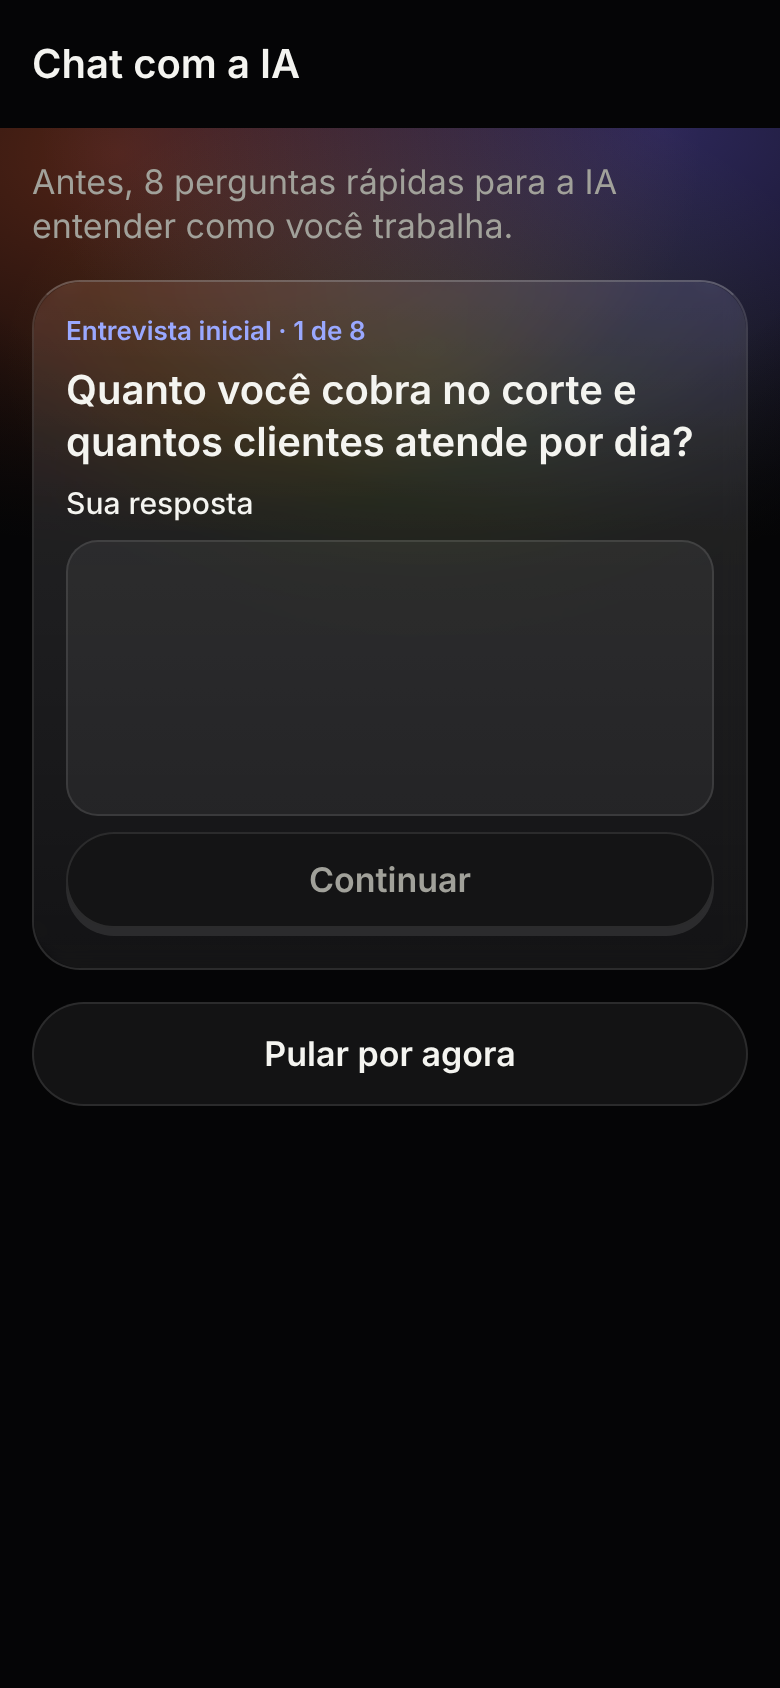 Chat com a IA
Antes, 8 perguntas rápidas para a IA
entender como você trabalha.
Entrevista inicial · 1 de 8
Quanto você cobra no corte e
quantos clientes atende por dia?
Sua resposta
Continuar
Pular por agora